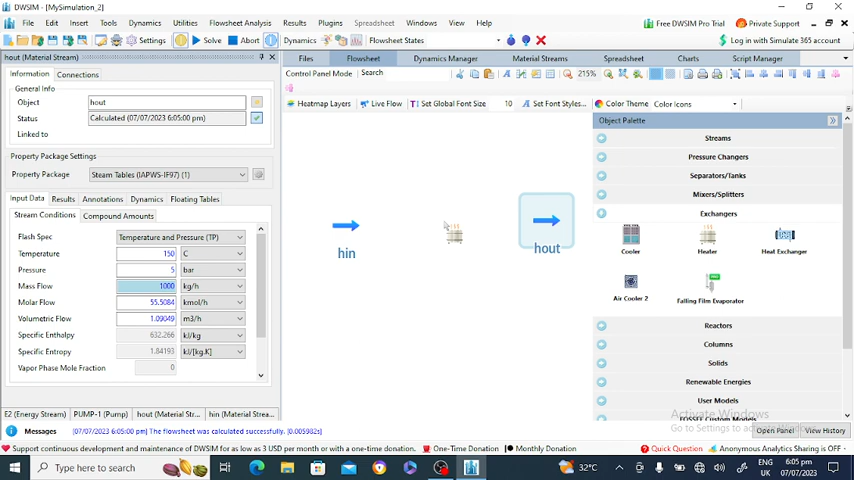 DWSIM - [MySimulation_2]
File Edit Insert Tools Dynamics Utilities Flowsheet Analysis Results Plugins Spreadsheet Windows View Help
Free DWSIM Pro Trial Private Support
Settings Solve Abort Dynamics Flowsheet States
Log in with Simulate 365 account
hout (Material Stream)
Files Flowsheet Dynamics Manager Material Streams Spreadsheet Charts Script Manager
Information Connections
Control Panel Mode Search 215%
General Info
Object hout
Status Calculated (07/07/2023 6:05:00 pm)
Linked to
Heatmap Layers Live Flow Set Global Font Size 10 Set Font Styles... Color Theme Color Icons
Object Palette
Streams
Pressure Changers
Separators/Tanks
Mixers/Splitters
Exchangers
Cooler Heater Heat Exchanger
Air Cooler 2 Falling Film Evaporator
Reactors
Columns
Solids
Renewable Energies
User Models
FOSSEE Custom Models
Property Package Settings
Property Package Steam Tables (IAPWS-IF97) (1)
Input Data Results Annotations Dynamics Floating Tables
Stream Conditions Compound Amounts
Flash Spec Temperature and Pressure (TP)
Temperature 150 C
Pressure 5 bar
Mass Flow 1000 kg/h
Molar Flow 55.5084 kmol/h
Volumetric Flow 1.09049 m3/h
Specific Enthalpy 632.266 kJ/kg
Specific Entropy 1.84193 kJ/[kg.K]
Vapor Phase Mole Fraction 0
hin
hout
E2 (Energy Stream) PUMP-1 (Pump) hout (Material Str... hin (Material Strea...
Activate Windows
Go to Settings to activate
Open Panel View History
Messages [07/07/2023 6:05:00 pm] The flowsheet was calculated successfully. [0.005982s]
Support continuous development and maintenance of DWSIM for as low as 3 USD per month or with a one-time donation. One-Time Donation Monthly Donation Quick Question Anonymous Analytics Sharing is OFF
Type here to search
32°C
ENG
UK
6:05 pm
07/07/2023